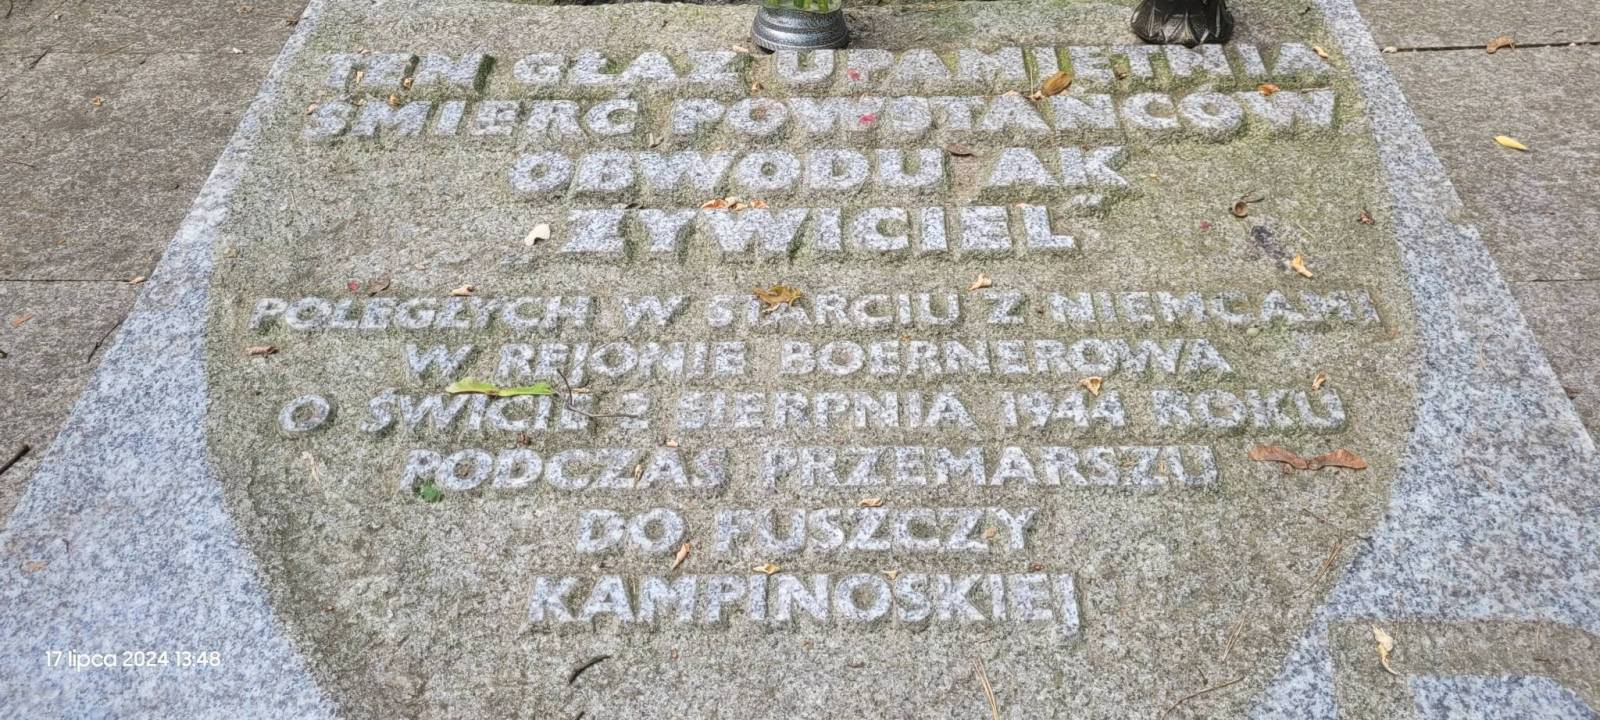 TEN GŁAZ UPAMIĘTNIA
ŚMIERĆ POWSTAŃCÓW
OBWODU AK
ŻYWICIEL"
POLEGŁYCH W STARCIU Z NIEMCAMI
W REJONIE BOERNEROWA
O ŚWICIE 2 SIERPNIA 1944 ROKU
PODCZAS PRZEMARSZU
DO PUSZCZY
KAMPINOSKIEJ
17 lipca 2024 13:48